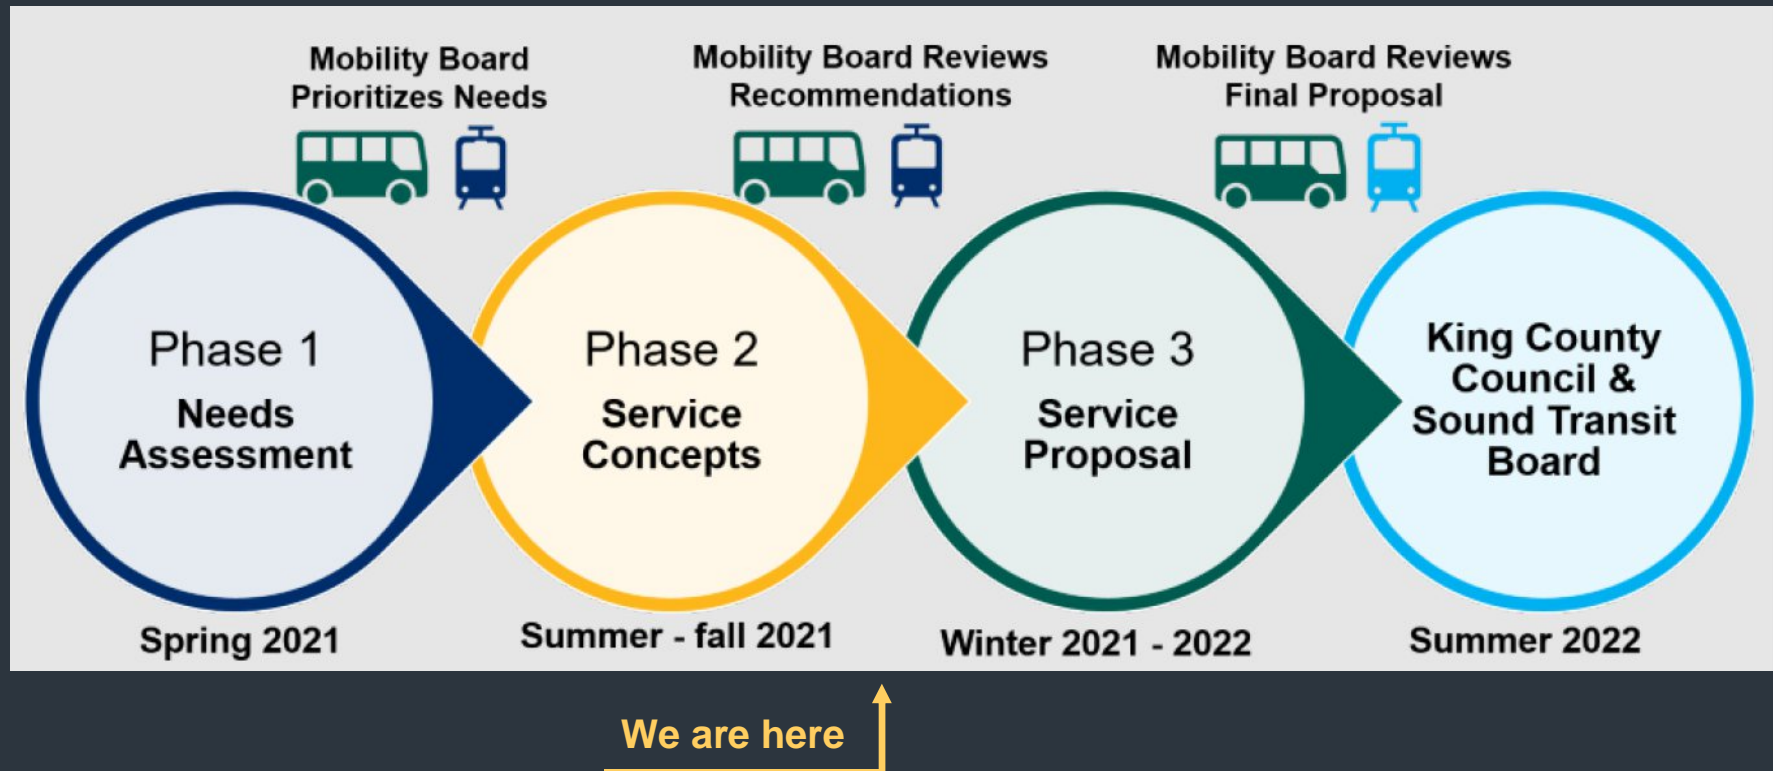 Mobility Board
Prioritizes Needs
Mobility Board Reviews
Recommendations
Mobility Board Reviews
Final Proposal
Phase 1
Needs
Assessment
Phase 2
Service
Concepts
Phase 3
Service
Proposal
King County
Council &
Sound Transit
Board
Spring 2021
Summer - fall 2021
Winter 2021 - 2022
Summer 2022
We are here